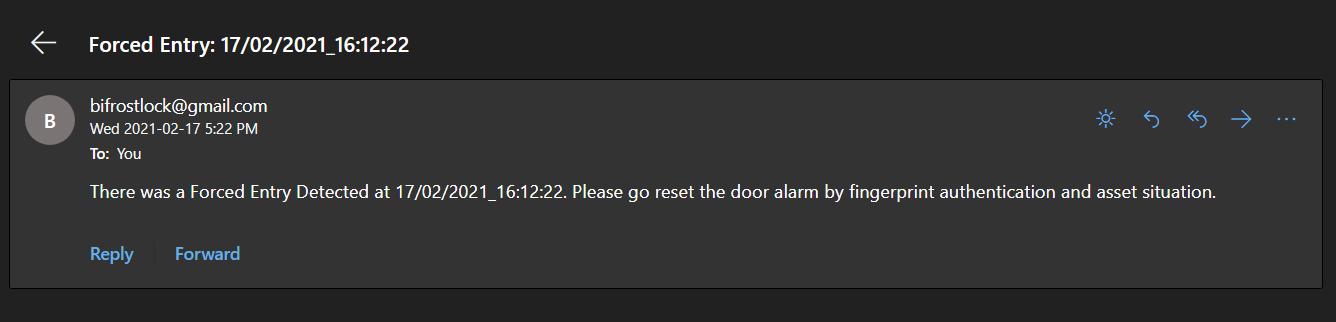 Forced Entry: 17/02/2021_16:12:22
B
bifrostlock@gmail.com
Wed 2021-02-17 5:22 PM
To: You
There was a Forced Entry Detected at 17/02/2021_16:12:22. Please go reset the door alarm by fingerprint authentication and asset situation.
Reply Forward